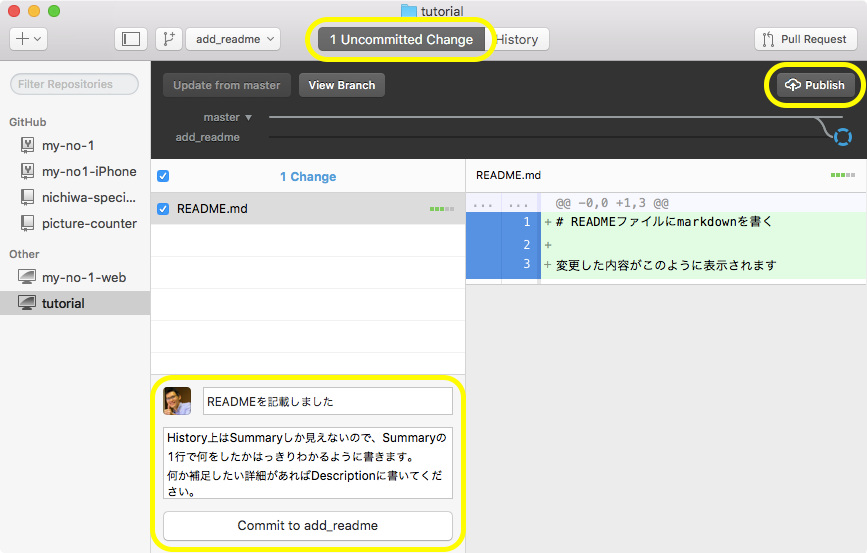 tutorial
add_readme
1 Uncommitted Change
History
Pull Request
Filter Repositories
Update from master
View Branch
Publish
master
add_readme
GitHub
my-no-1
my-no1-iPhone
nichiwa-speci...
picture-counter
Other
my-no-1-web
tutorial
1 Change
README.md
README.md
... ... @@ -0,0 +1,3 @@
1 + # READMEファイルにmarkdownを書く
2 +
3 + 変更した内容がこのように表示されます
READMEを記載しました
History上はSummaryしか見えないので、Summaryの
1行で何をしたかはっきりわかるように書きます。
何か補足したい詳細があればDescriptionに書いてくだ
さい。
Commit to add_readme